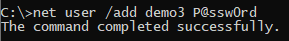 C:\>net user /add demo3 P@ssw0rd
The command completed successfully.